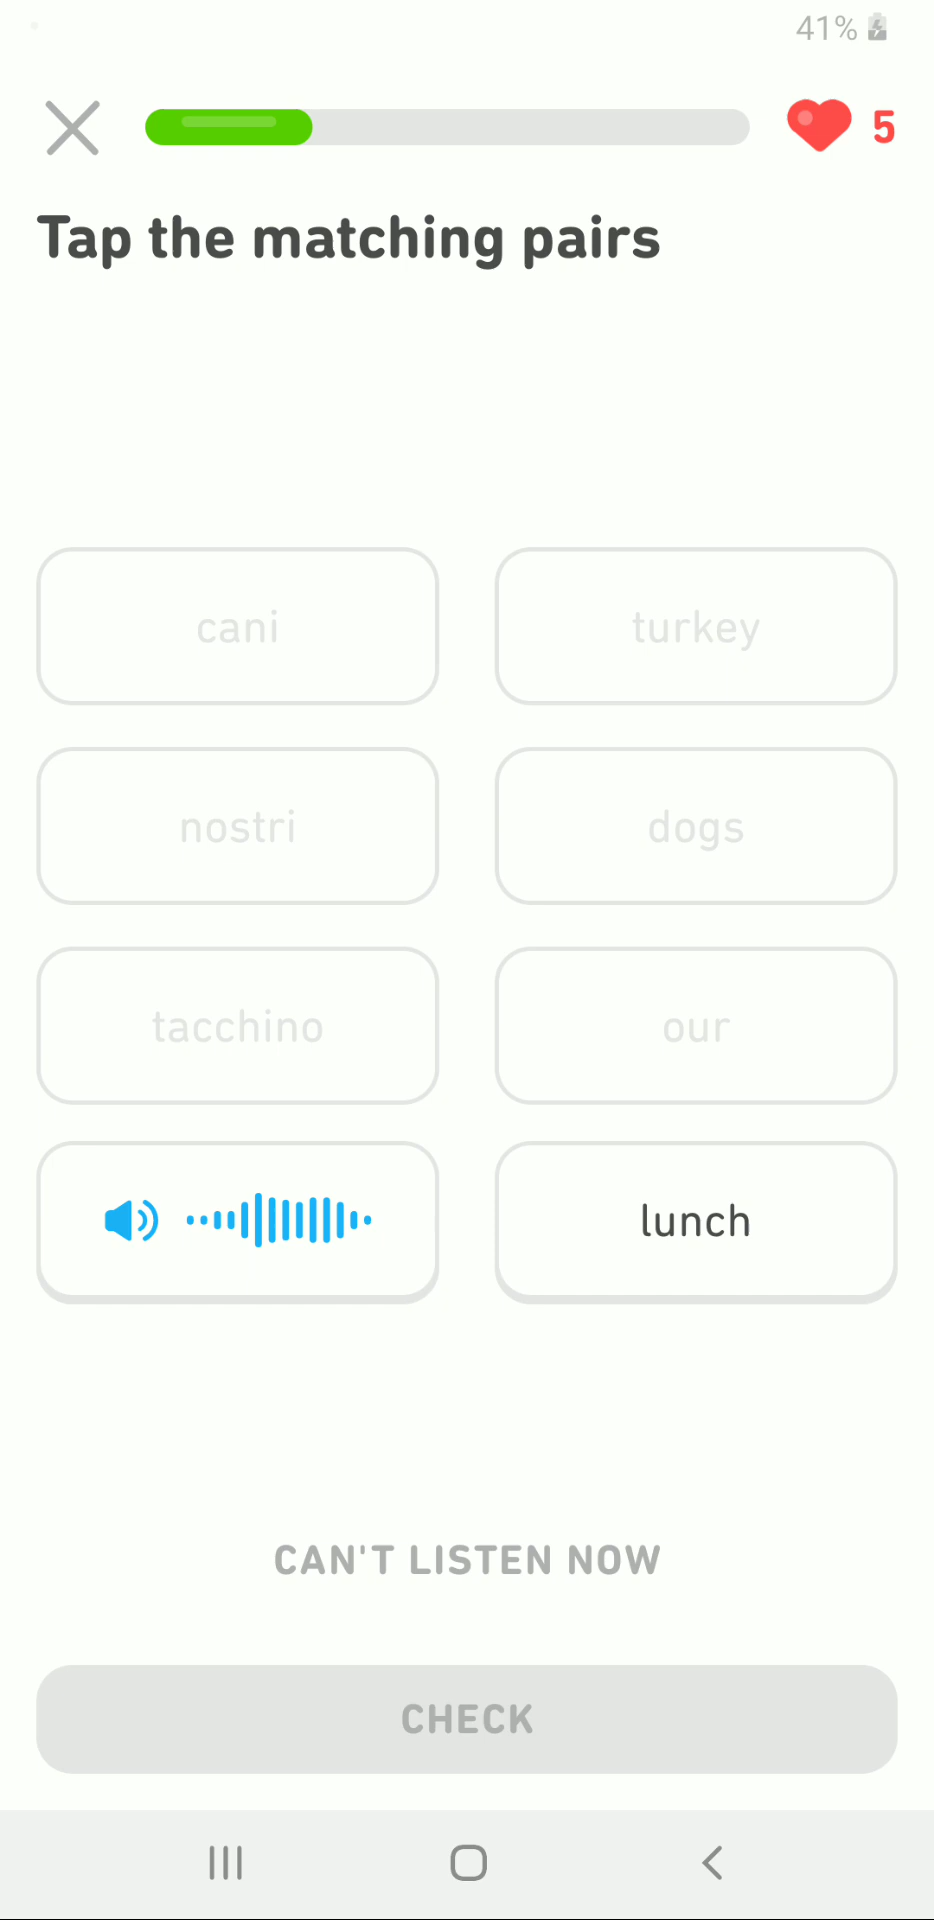 41%
5
Tap the matching pairs
cani
turkey
nostri
dogs
tacchino
our
lunch
CAN'T LISTEN NOW
CHECK